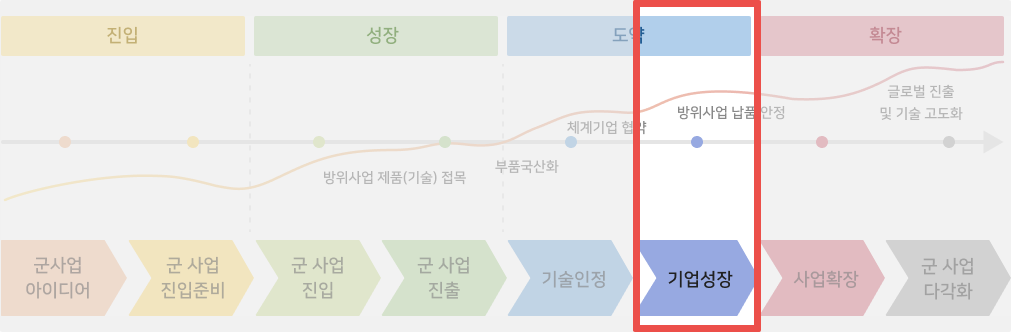 진입
성장
도약
확장
글로벌 진출
및 기술 고도화
방위사업 납품 안정
체계기업 협약
부품국산화
방위사업 제품(기술) 접목
군사업
아이디어
군 사업
진입준비
군 사업
진입
군 사업
진출
기술인정
기업성장
사업확장
군 사업
다각화